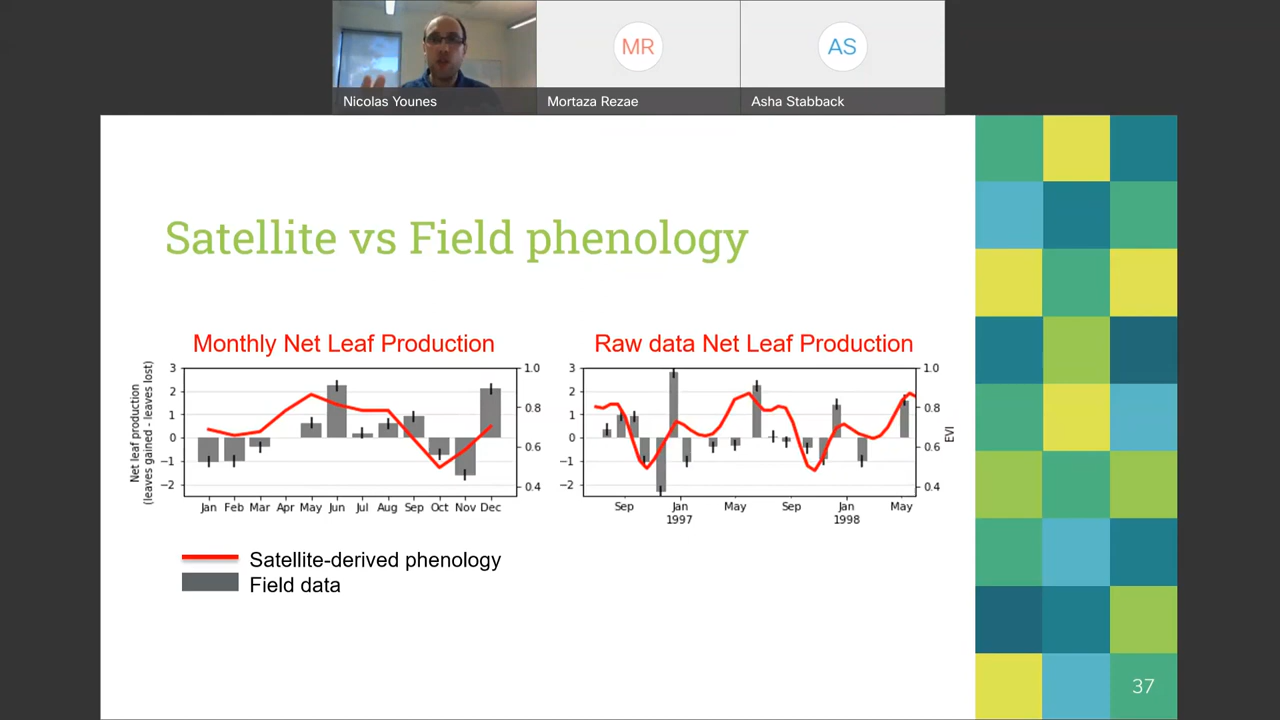 MR
AS
Nicolas Younes
Mortaza Rezae
Asha Stabback
Satellite vs Field phenology
Monthly Net Leaf Production
Raw data Net Leaf Production
Net leaf production
(leaves gained - leaves lost)
3
2
1
0
−1
−2
1.0
0.8
0.6
0.4
Jan Feb Mar Apr May Jun Jul Aug Sep Oct Nov Dec
3
2
1
0
−1
−2
1.0
0.8
0.6
0.4
EVI
Sep Jan May Sep Jan May
1997 1998
Satellite-derived phenology
Field data
37